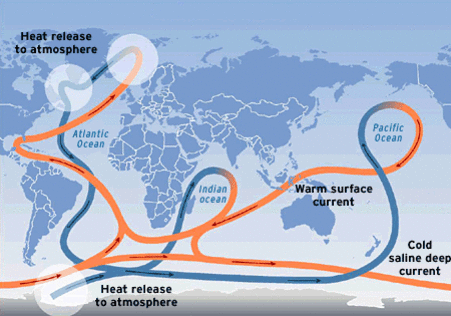 Heat release
to atmosphere
Atlantic
Ocean
Pacific
Ocean
Indian
ocean
Warm surface
current
Cold
saline deep
current
Heat release
to atmosphere